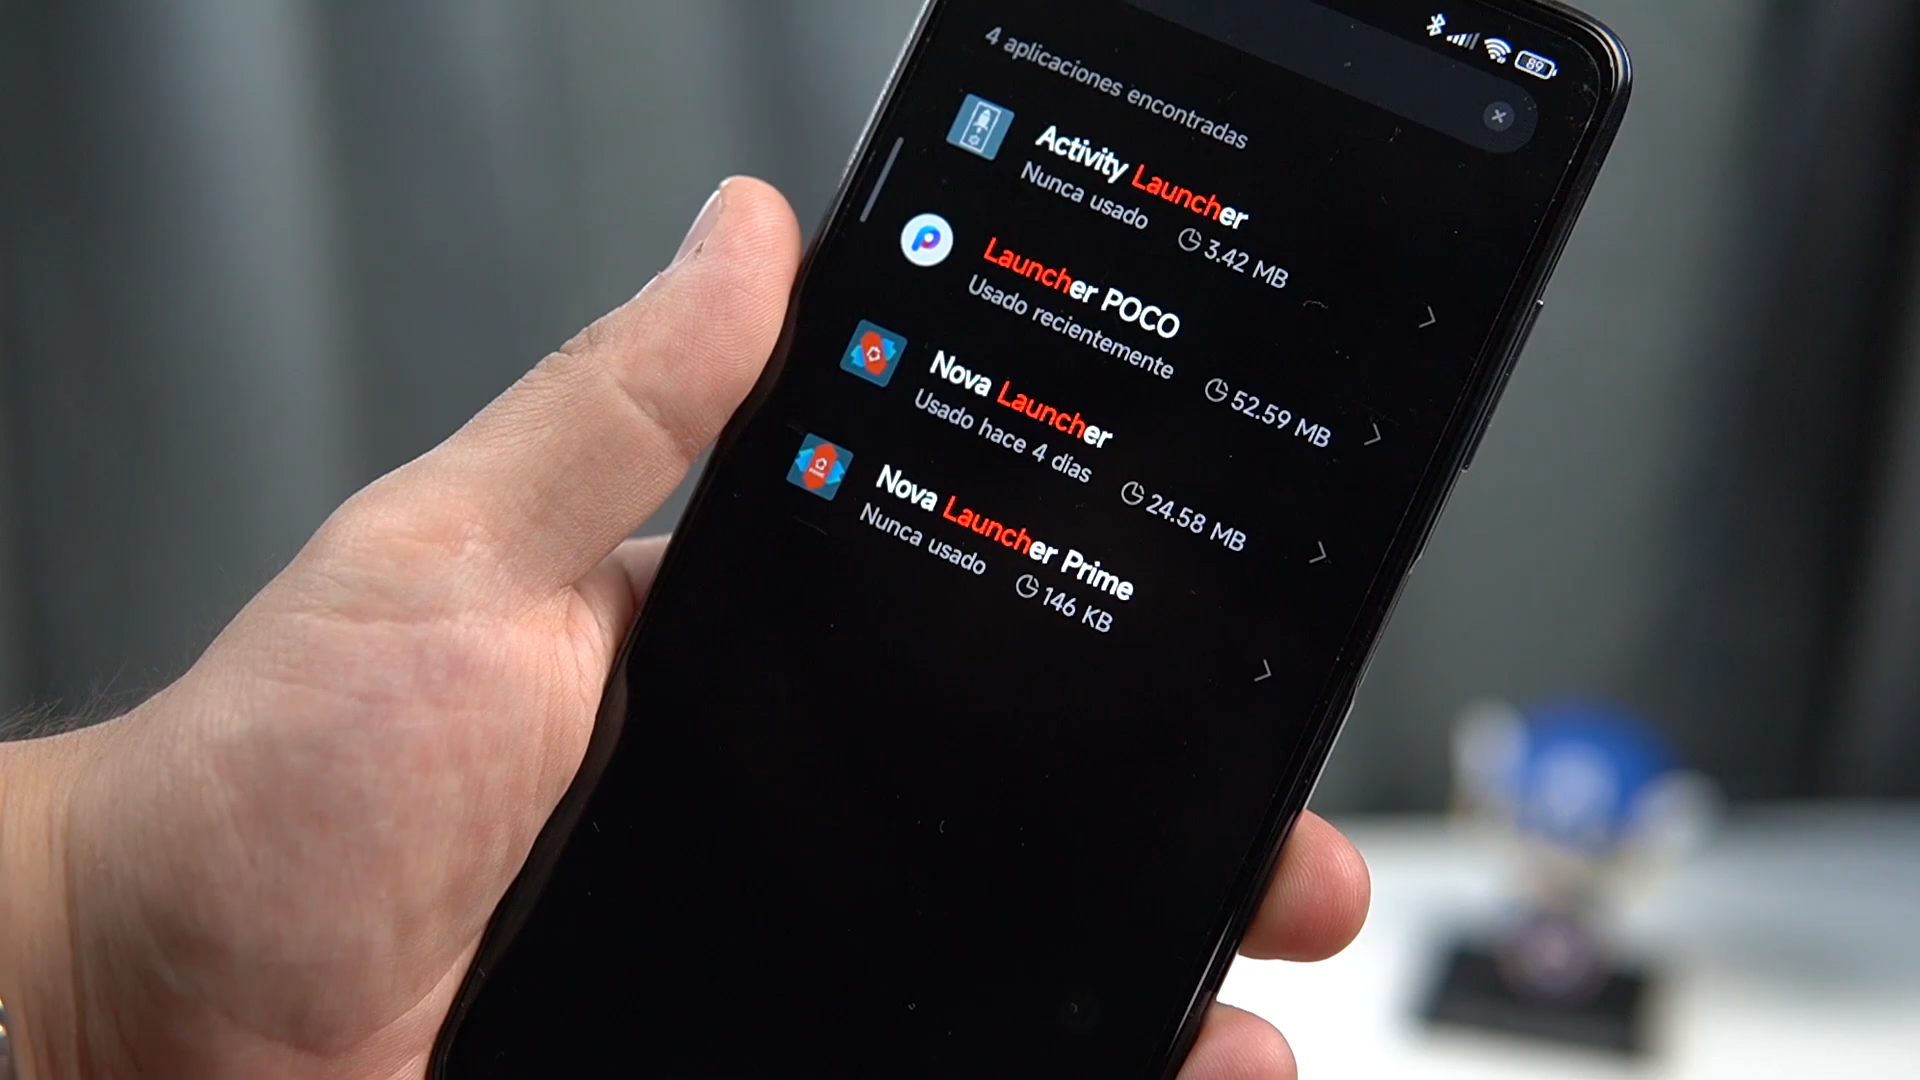 89
4 aplicaciones encontradas
Activity Launcher
Nunca usado 3.42 MB
Launcher POCO
Usado recientemente 52.59 MB
Nova Launcher
Usado hace 4 días 24.58 MB
Nova Launcher Prime
Nunca usado 146 KB